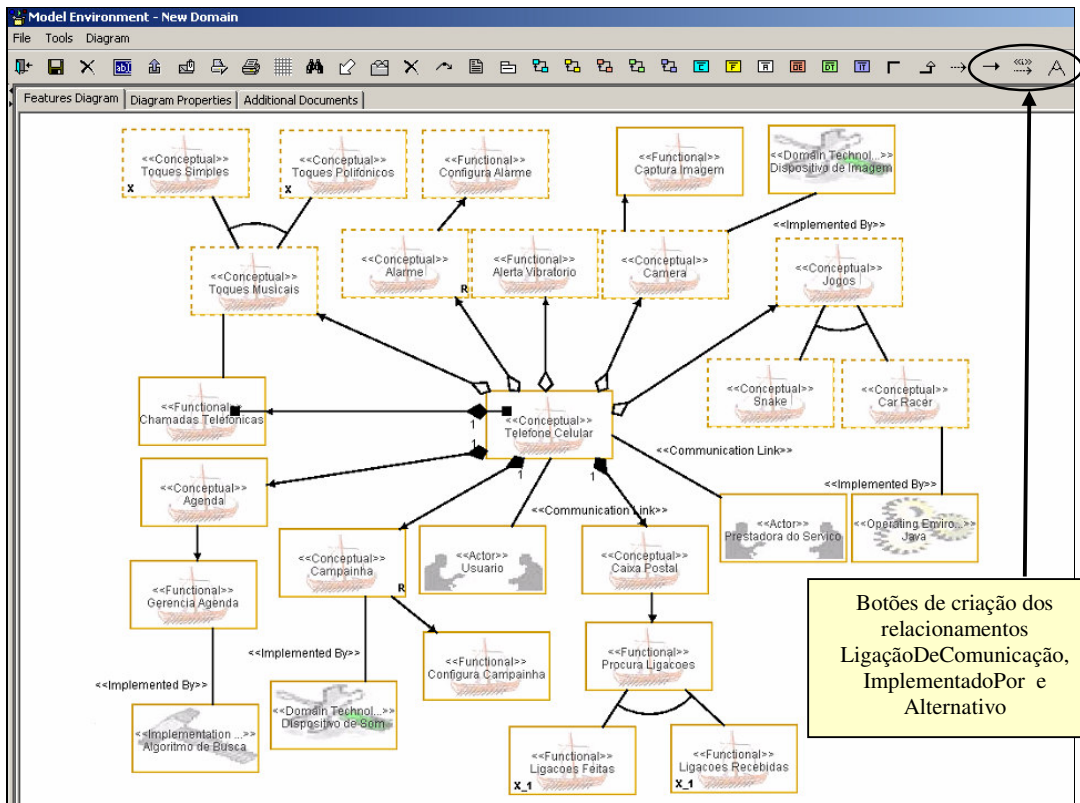 Model Environment - New Domain
File Tools Diagram
abI
E F R OE DT IT
<<i>>
Features Diagram Diagram Properties Additional Documents
<<Conceptual>>
Toques Simples
X
<<Conceptual>>
Toques Polifônicos
X
<<Functional>>
Configura Alarme
<<Functional>>
Captura Imagem
<<Domain Technol...>>
Dispositivo de Imagem
<<Implemented By>>
<<Conceptual>>
Toques Musicais
<<Conceptual>>
Alarme
R
<<Functional>>
Alerta Vibratorio
<<Conceptual>>
Camera
<<Conceptual>>
Jogos
<<Conceptual>>
Snake
<<Conceptual>>
Car Racer
<<Functional>>
Chamadas Telefônicas
1
<<Conceptual>>
Telefone Celular
1
1
1
<<Communication Link>>
<<Conceptual>>
Agenda
<<Implemented By>>
<<Communication Link>>
<<Conceptual>>
Campainha
R
<<Actor>>
Usuario
<<Conceptual>>
Caixa Postal
<<Actor>>
Prestadora do Servico
<<Operating Enviro...>>
Java
<<Functional>>
Gerencia Agenda
<<Functional>>
Configura Campainha
<<Functional>>
Procura Ligacoes
<<Implemented By>>
<<Implemented By>>
<<Implementation ...>>
Algoritmo de Busca
<<Domain Technol...>>
Dispositivo de Som
<<Functional>>
Ligacoes Feitas
X_1
<<Functional>>
Ligacoes Recebidas
X_1
Botões de criação dos
relacionamentos
LigaçãoDeComunicação,
ImplementadoPor e
Alternativo